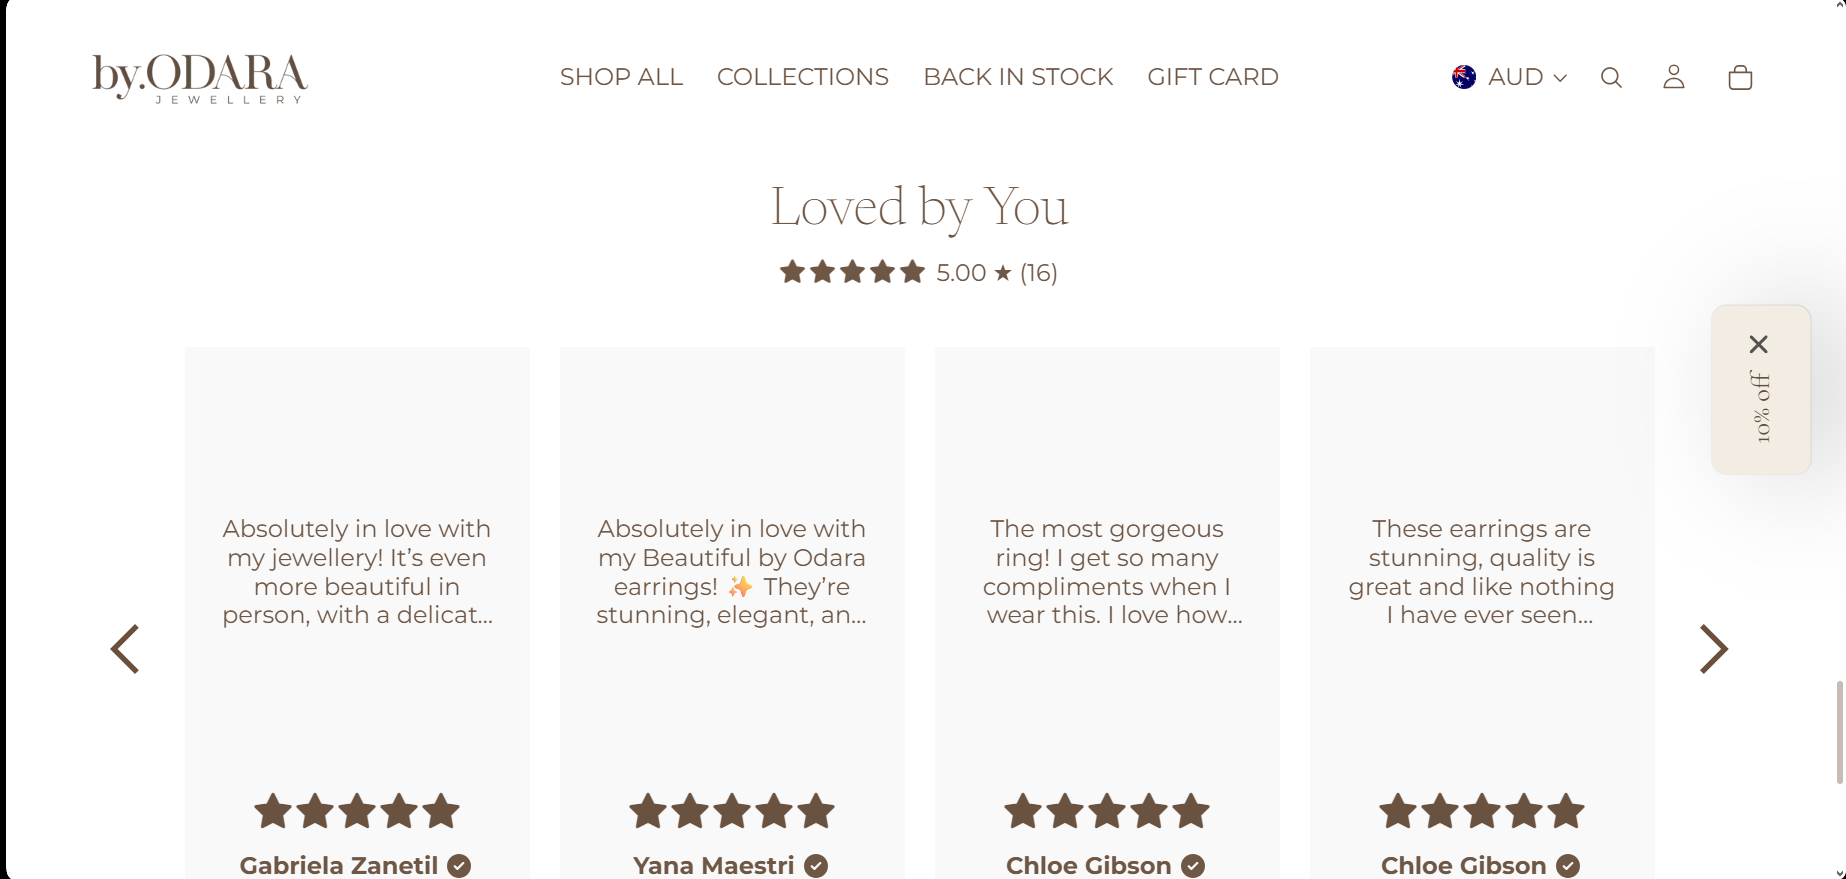 by.ODARA
JEWELLERY
SHOP ALL COLLECTIONS BACK IN STOCK GIFT CARD
AUD
Loved by You
5.00 ★ (16)
10% off
Absolutely in love with
my jewellery! It’s even
more beautiful in
person, with a delicat...
Absolutely in love with
my Beautiful by Odara
earrings! ✨ They’re
stunning, elegant, an...
The most gorgeous
ring! I get so many
compliments when I
wear this. I love how...
These earrings are
stunning, quality is
great and like nothing
I have ever seen...
Gabriela Zanetil
Yana Maestri
Chloe Gibson
Chloe Gibson